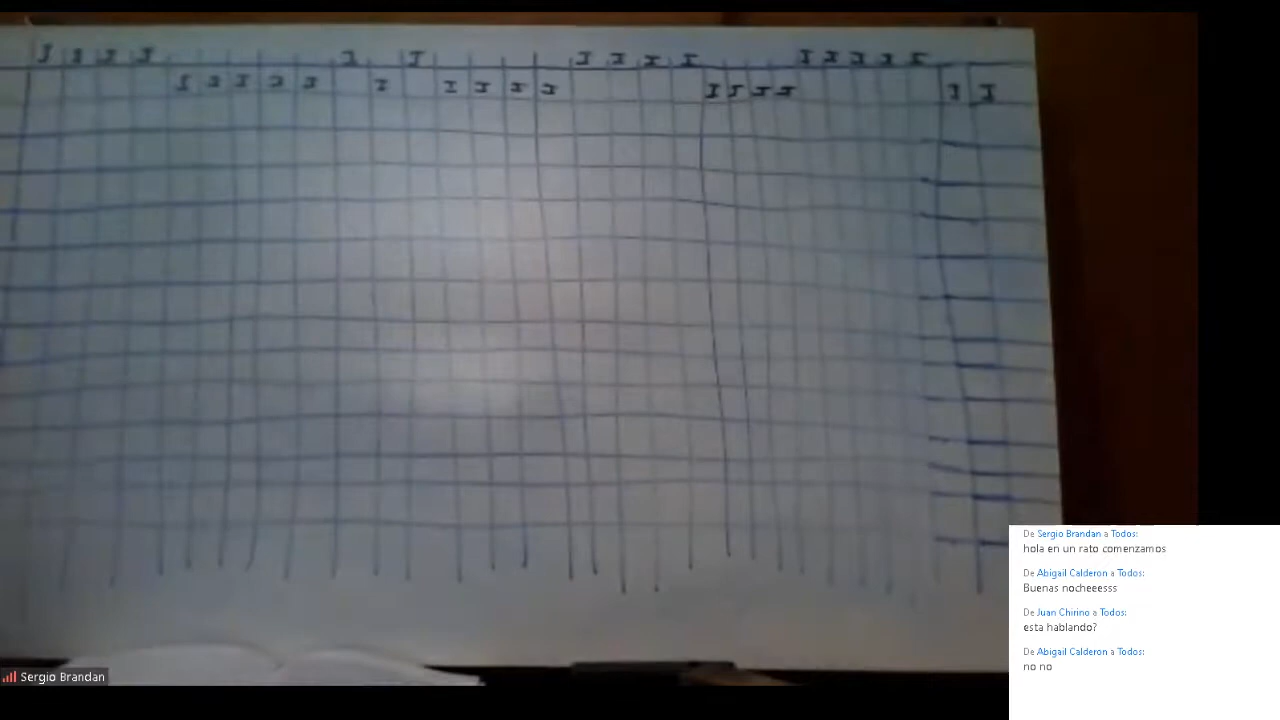 I I I I I I I I I I I I I I I
I I I I I I I I I I I I I I I I
Sergio Brandan
De Sergio Brandan a Todos:
hola en un rato comenzamos
De Abigail Calderon a Todos:
Buenas nocheeesss
De Juan Chirino a Todos:
esta hablando?
De Abigail Calderon a Todos:
no no